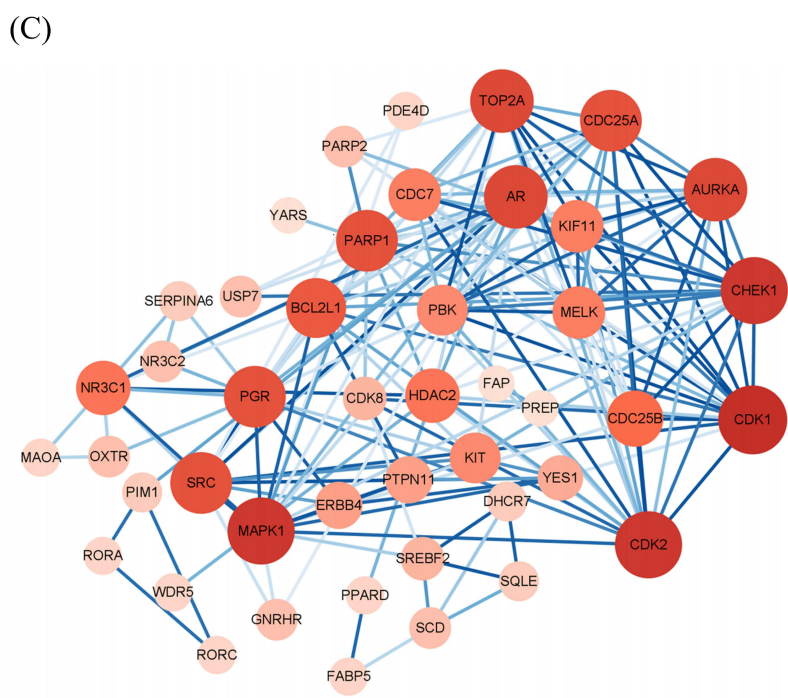 (C)
TOP2A
PDE4D
CDC25A
PARP2
CDC7
AR
AURKA
YARS
KIF11
PARP1
USP7
SERPINA6
BCL2L1
PBK
MELK
CHEK1
NR3C2
NR3C1
PGR
CDK8
HDAC2
FAP
PREP
CDC25B
CDK1
MAOA
OXTR
KIT
SRC
PIM1
PTPN11
YES1
ERBB4
DHCR7
MAPK1
CDK2
RORA
SREBF2
WDR5
PPARD
SQLE
GNRHR
SCD
RORC
FABP5